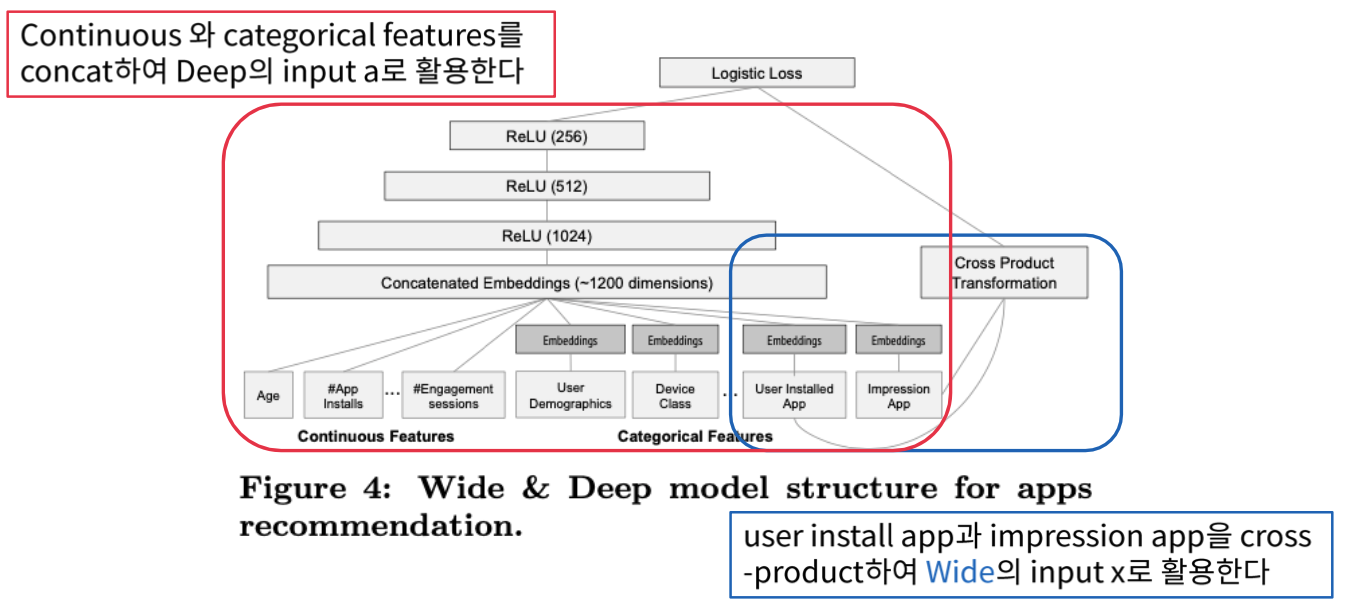 Continuous 와 categorical features를
concat하여 Deep의 input a로 활용한다
Logistic Loss
ReLU (256)
ReLU (512)
ReLU (1024)
Cross Product
Transformation
Concatenated Embeddings (~1200 dimensions)
Embeddings
Embeddings
Embeddings
Embeddings
Age
#App
Installs
...
#Engagement
sessions
User
Demographics
Device
Class
...
User Installed
App
Impression
App
Continuous Features
Categorical Features
Figure 4: Wide & Deep model structure for apps
recommendation.
user install app과 impression app을 cross
-product하여 Wide의 input x로 활용한다